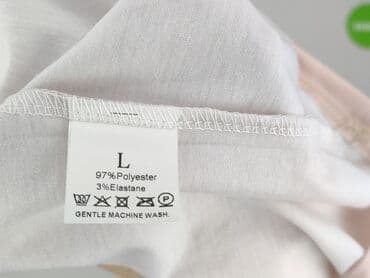 L
97%Polyester
3%Elastane
GENTLE MACHINE WASH.